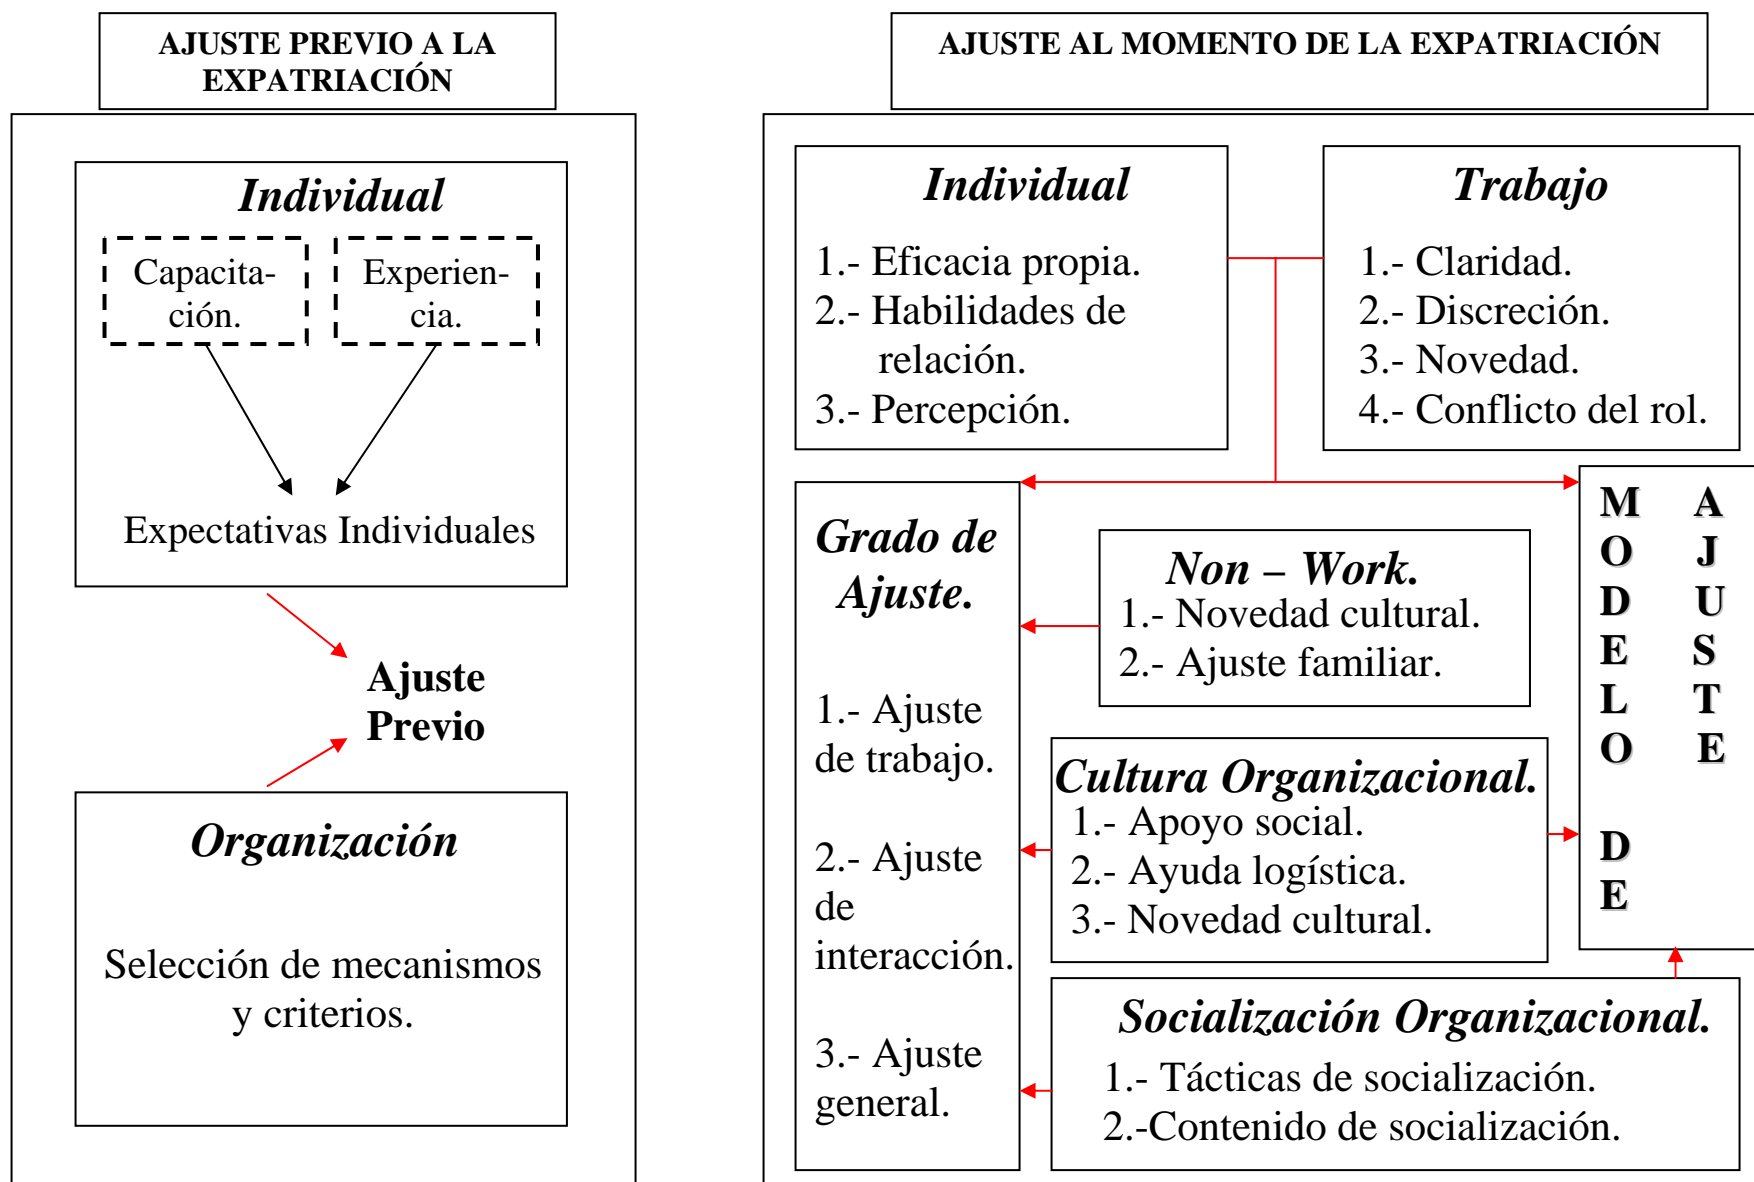 AJUSTE PREVIO A LA
EXPATRIACIÓN
Individual
Capacita-
ción.
Experien-
cia.
Expectativas Individuales
Ajuste
Previo
Organización
Selección de mecanismos
y criterios.
AJUSTE AL MOMENTO DE LA EXPATRIACIÓN
Individual
1.- Eficacia propia.
2.- Habilidades de
relación.
3.- Percepción.
Trabajo
1.- Claridad.
2.- Discreción.
3.- Novedad.
4.- Conflicto del rol.
Grado de
Ajuste.
1.- Ajuste
de trabajo.
2.- Ajuste
de
interacción.
3.- Ajuste
general.
Non – Work.
1.- Novedad cultural.
2.- Ajuste familiar.
Cultura Organizacional.
1.- Apoyo social.
2.- Ayuda logística.
3.- Novedad cultural.
Socialización Organizacional.
1.- Tácticas de socialización.
2.-Contenido de socialización.
MODELO DE
AJUSTE